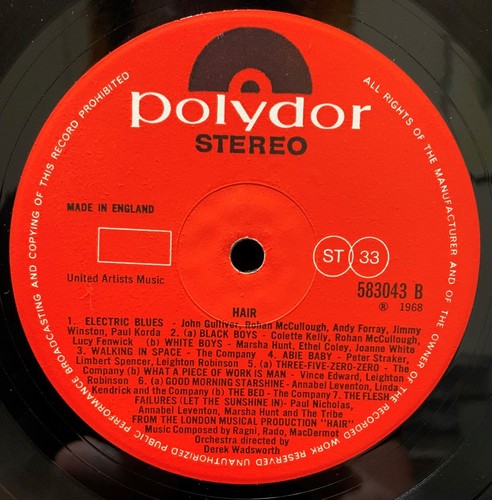 polydor
STEREO
ALL RIGHTS OF THE MANUFACTURER AND OF THE OWNER OF THE RECORDED WORK RESERVED UNAUTHORIZED PUBLIC PERFORMANCE BROADCASTING AND COPYING OF THIS RECORD PROHIBITED
MADE IN ENGLAND
ST 33
United Artists Music
583043 B
℗ 1968
HAIR
1. ELECTRIC BLUES - John Gulliver, Rohan McCullough, Andy Forray, Jimmy
Winston, Paul Korda 2. (a) BLACK BOYS - Colette Kelly, Rohan McCullough,
Lucy Fenwick (b) WHITE BOYS - Marsha Hunt, Ethel Coley, Joanne White
3. WALKING IN SPACE - The Company 4. ABIE BABY - Peter Straker,
Limbert Spencer, Leighton Robinson 5. (a) THREE-FIVE-ZERO-ZERO - The
Company (b) WHAT A PIECE OF WORK IS MAN - Vince Edward, Leighton
Robinson 6. (a) GOOD MORNING STARSHINE - Annabel Leventon, Linda
Kendrick and the Company (b) THE BED - The Company 7. THE FLESH
FAILURES (LET THE SUNSHINE IN) - Paul Nicholas,
Annabel Leventon, Marsha Hunt and The Tribe
FROM THE LONDON MUSICAL PRODUCTION "HAIR"
Music Composed by Ragni, Rado, MacDermot
Orchestra directed by
Derek Wadsworth